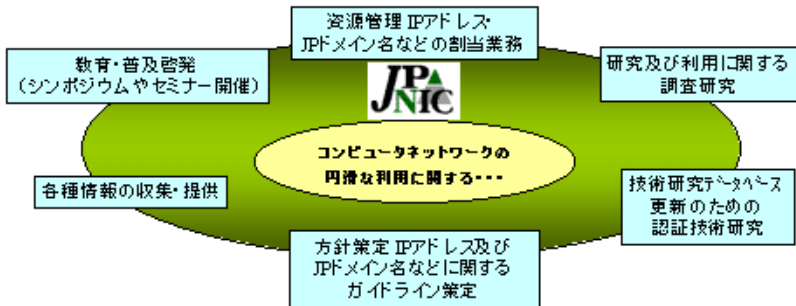 資源管理 IPアドレス・
JPドメイン名などの割当業務
教育・普及啓発
(シンポジウムやセミナー開催)
研究及び利用に関する
調査研究
JPNIC
コンピュータネットワークの
円滑な利用に関する・・・
各種情報の収集・提供
技術研究データベース
更新のための
認証技術研究
方針策定 IPアドレス及び
JPドメイン名などに関する
ガイドライン策定